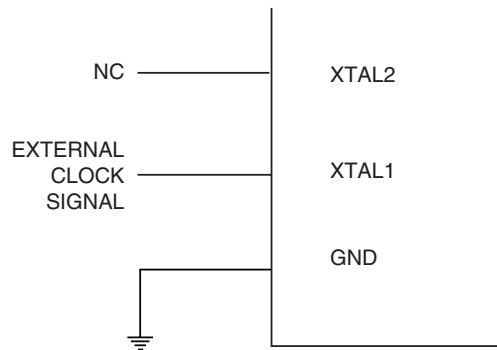 NC
XTAL2
EXTERNAL
CLOCK
SIGNAL
XTAL1
GND